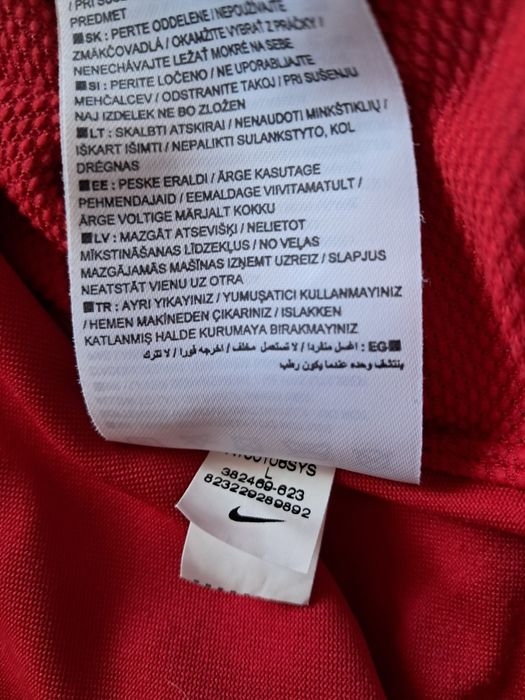 / PRI SUŠ
PREDMET
SK : PERTE ODDELENE / NEPOUŽÍVAJTE
ZMÄKČOVADLÁ / OKAMŽITE VYBRAŤ Z PRÁČKY /
NENECHÁVAJTE LEŽAŤ MOKRÉ NA SEBE
SI : PERITE LOČENO / NE UPORABLJAJTE
MEHČALCEV / ODSTRANITE TAKOJ / PRI SUŠENJU
NAJ IZDELEK NE BO ZLOŽEN
LT : SKALBTI ATSKIRAI / NENAUDOTI MINKŠTIKLIŲ /
IŠKART IŠIMTI / NEPALIKTI SULANKSTYTO, KOL
DRĖGNAS
EE : PESKE ERALDI / ÄRGE KASUTAGE
PEHMENDAJAID / EEMALDAGE VIIVITAMATULT /
ÄRGE VOLTIGE MÄRJALT KOKKU
LV : MAZGĀT ATSEVIŠĶI / NELIETOT
MĪKSTINĀŠANAS LĪDZEKĻUS / NO VEĻAS
MAZGĀJAMĀS MAŠĪNAS IZŅEMT UZREIZ / SLAPJUS
NEATSTĀT VIENU UZ OTRA
TR : AYRI YIKAYINIZ / YUMUŞATICI KULLANMAYINIZ
/ HEMEN MAKİNEDEN ÇIKARINIZ / ISLAKKEN
KATLANMIŞ HALDE KURUMAYA BIRAKMAYINIZ
EG : اغسل منفردا / لا تستعمل مخفف / اخرجه فورا / لا تترك
ينتشف وحده عندما يكون رطب
L
382469-623
823229289892